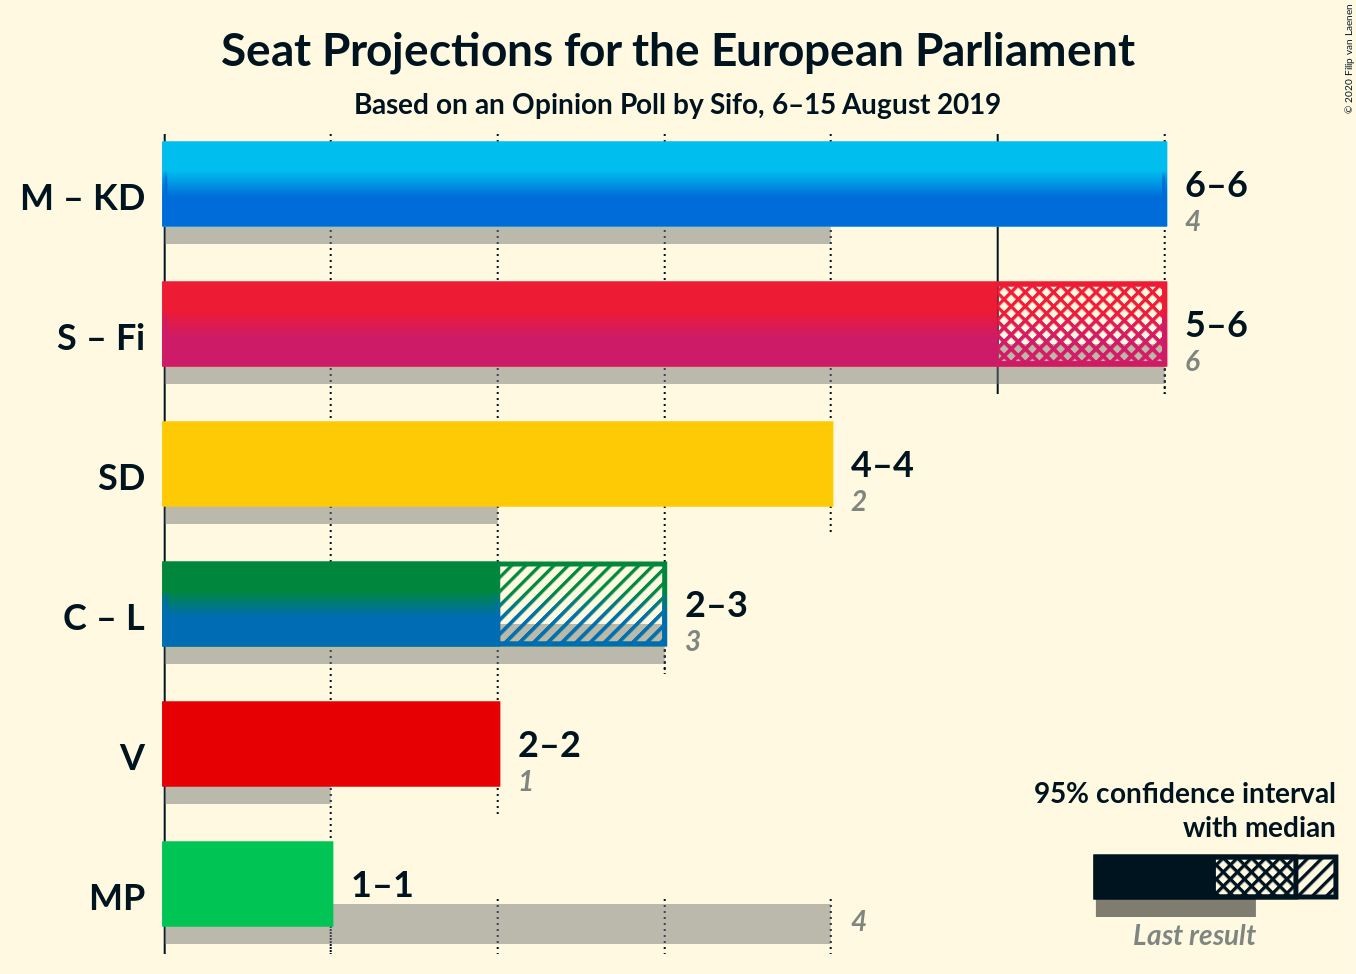 Seat Projections for the European Parliament
Based on an Opinion Poll by Sifo, 6–15 August 2019
© 2020 Filip van Laenen
M – KD
6–6
4
S – Fi
5–6
6
SD
4–4
2
C – L
2–3
3
V
2–2
1
MP
1–1
4
95% confidence interval
with median
Last result